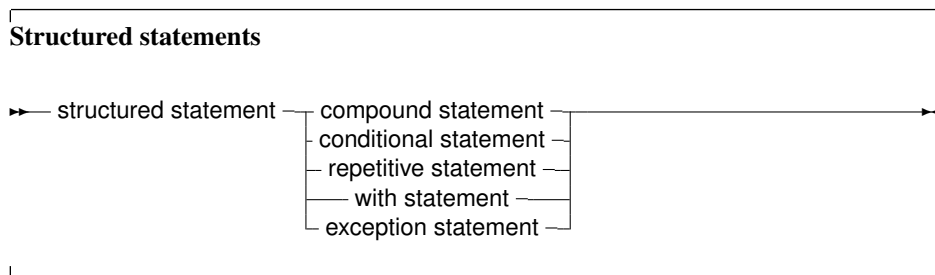 Structured statements
structured statement compound statement
conditional statement
repetitive statement
with statement
exception statement